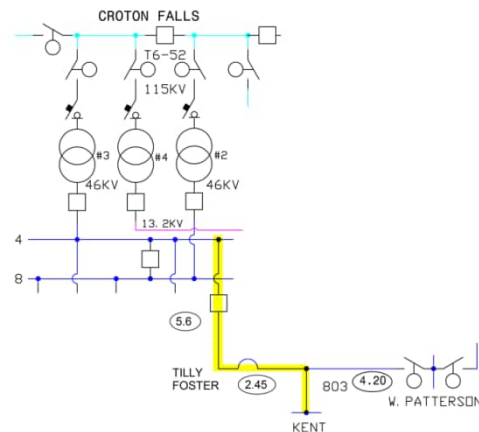 CROTON FALLS
T6-52
115KV
#3
#4
#2
46KV
46KV
13.2KV
4
8
5.6
TILLY
FOSTER
2.45
803
4.20
W. PATTERSON
KENT